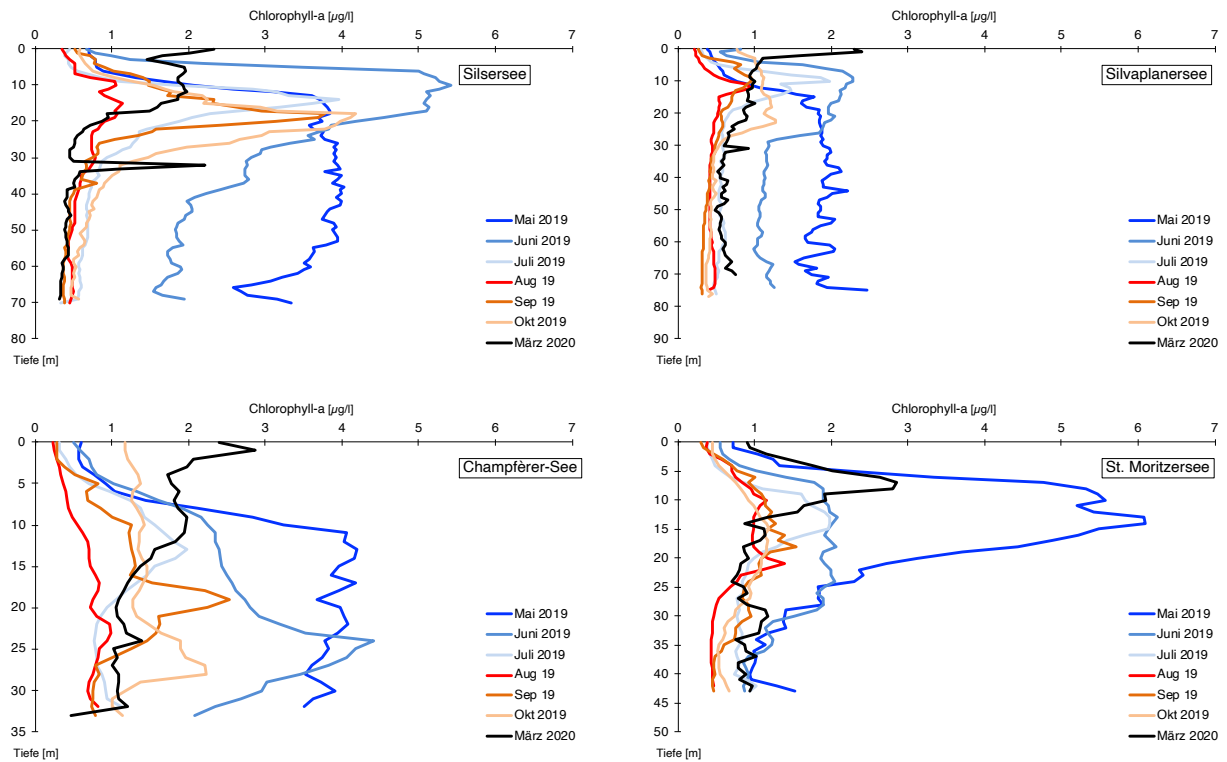 Chlorophyll-a [µg/l]
0 1 2 3 4 5 6 7
0
10
20
30
40
50
60
70
80
Tiefe [m]
Silsersee
Mai 2019
Juni 2019
Juli 2019
Aug 19
Sep 19
Okt 2019
März 2020
Chlorophyll-a [µg/l]
0 1 2 3 4 5 6 7
0
10
20
30
40
50
60
70
80
90
Tiefe [m]
Silvaplanersee
Mai 2019
Juni 2019
Juli 2019
Aug 19
Sep 19
Okt 2019
März 2020
Chlorophyll-a [µg/l]
0 1 2 3 4 5 6 7
0
5
10
15
20
25
30
35
Tiefe [m]
Champfèrer-See
Mai 2019
Juni 2019
Juli 2019
Aug 19
Sep 19
Okt 2019
März 2020
Chlorophyll-a [µg/l]
0 1 2 3 4 5 6 7
0
5
10
15
20
25
30
35
40
45
50
Tiefe [m]
St. Moritzersee
Mai 2019
Juni 2019
Juli 2019
Aug 19
Sep 19
Okt 2019
März 2020